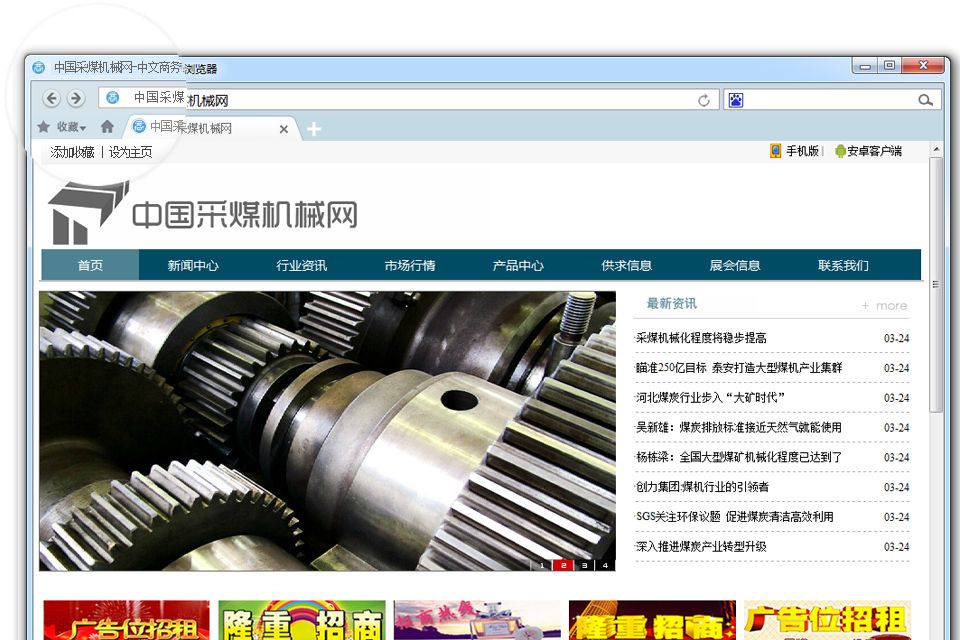 中国采煤机械网-中文商务浏览器
中国采煤机械网
收藏
中国采煤机械网
添加收藏 | 设为主页
手机版 | 安卓客户端
中国采煤机械网
首页 新闻中心 行业资讯 市场行情 产品中心 供求信息 展会信息 联系我们
最新资讯 + more
·采煤机械化程度将稳步提高 03-24
·瞄准250亿目标 泰安打造大型煤机产业集群 03-24
·河北煤炭行业步入“大矿时代” 03-24
·吴新雄：煤炭排放标准接近天然气就能使用 03-24
·杨栋梁：全国大型煤矿机械化程度已达到了 03-24
·创力集团:煤机行业的引领者 03-24
·SGS关注环保议题 促进煤炭清洁高效利用 03-24
·深入推进煤炭产业转型升级 03-24
1 2 3 4
广告位招租
隆重招商
招商热线
隆重招商
广告位招租